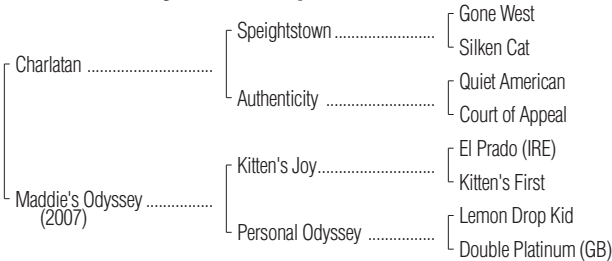 Gone West
Speightstown ....................
Silken Cat
Charlatan .........................
Quiet American
Authenticity ......................
Court of Appeal
El Prado (IRE)
Kitten's Joy.......................
Kitten's First
Maddie's Odyssey .............
(2007)
Lemon Drop Kid
Personal Odyssey .............
Double Platinum (GB)